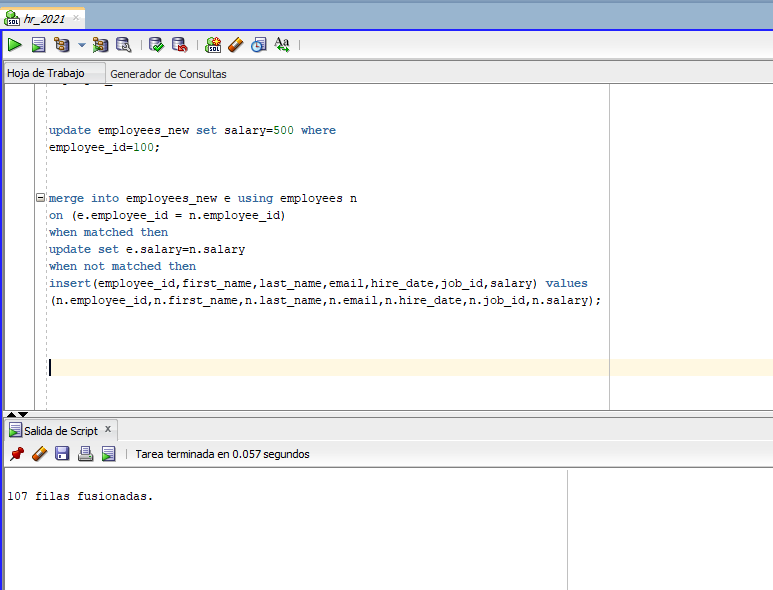 hr_2021
Hoja de Trabajo
Generador de Consultas
update employees_new set salary=500 where
employee_id=100;
merge into employees_new e using employees n
on (e.employee_id = n.employee_id)
when matched then
update set e.salary=n.salary
when not matched then
insert(employee_id,first_name,last_name,email,hire_date,job_id,salary) values
(n.employee_id,n.first_name,n.last_name,n.email,n.hire_date,n.job_id,n.salary);
Salida de Script x
Tarea terminada en 0.057 segundos
107 filas fusionadas.